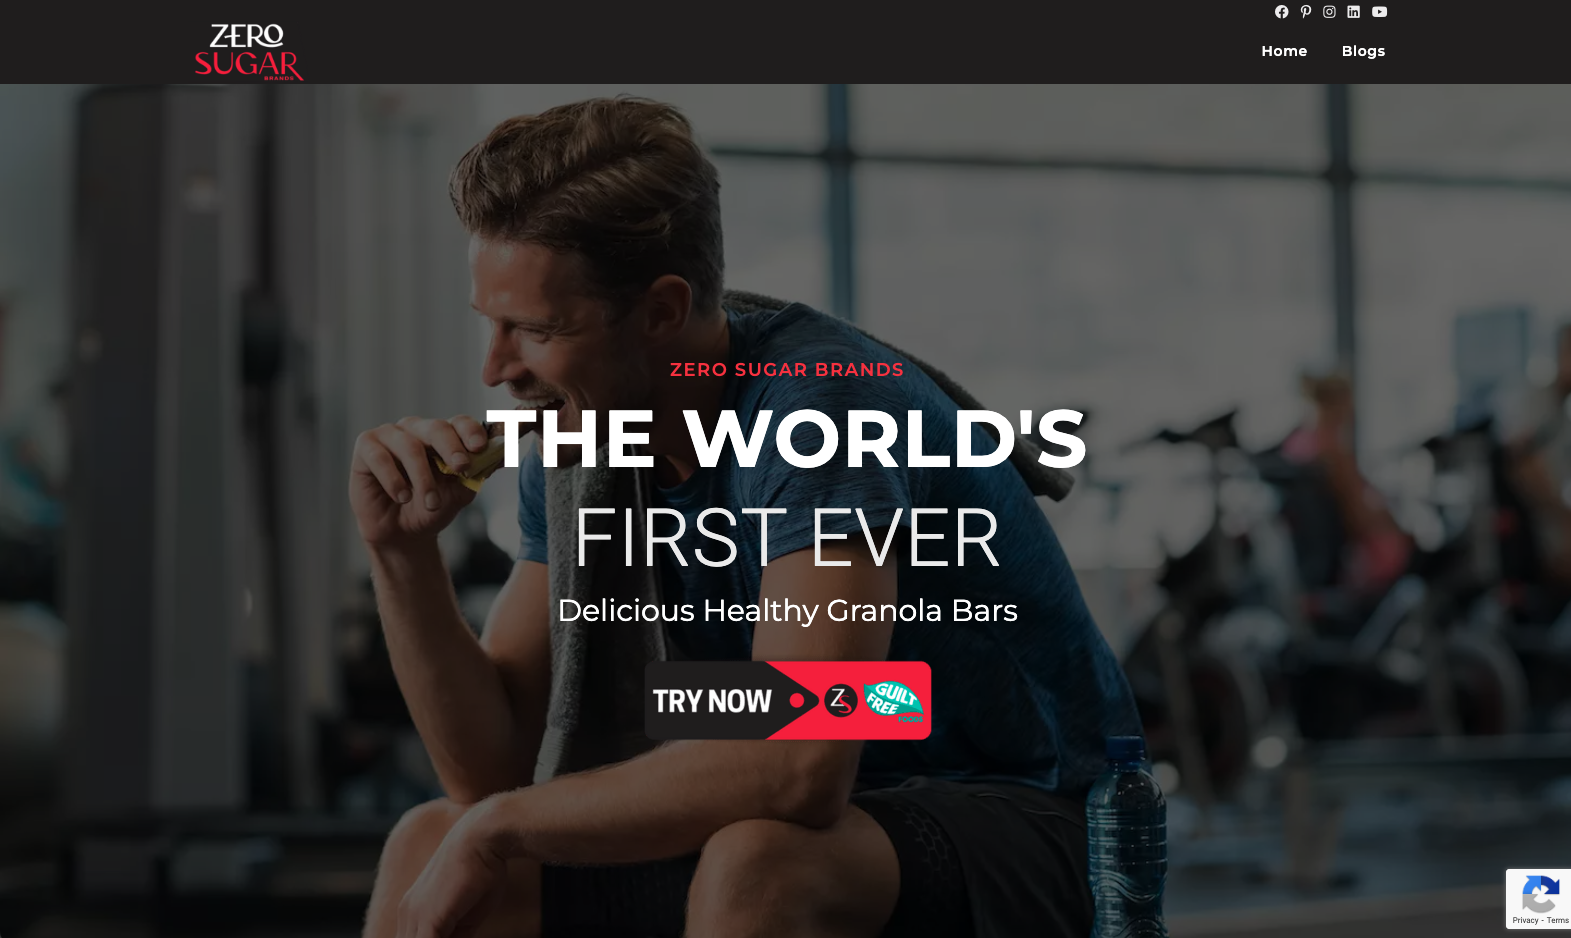 ZERO
SUGAR
BRANDS
Home Blogs
ZERO SUGAR BRANDS
THE WORLD'S
FIRST EVER
Delicious Healthy Granola Bars
TRY NOW ZS GUILT FREE FOODS
Privacy - Terms